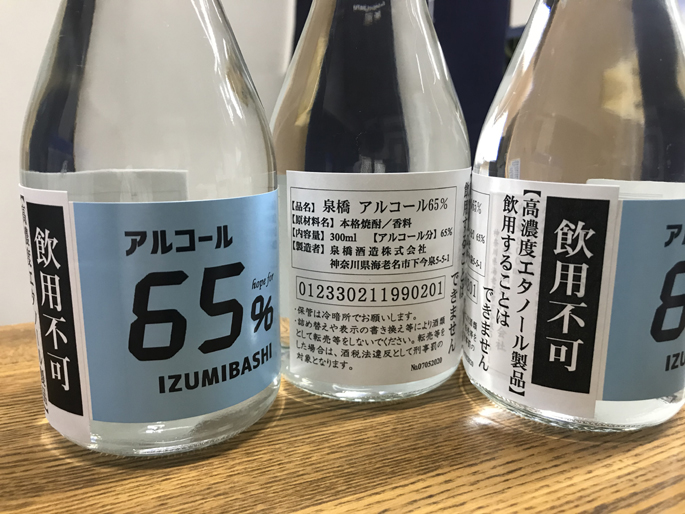 飲用不可
アルコール
65%
hope for
IZUMIBASHI
【品名】 泉橋 アルコール65%
【原材料名】 本格焼酎／香料
【内容量】 300ml 【アルコール分】 65%
【製造者】 泉橋酒造株式会社
神奈川県海老名市下今泉5-5-1
012330211990201
・保管は冷暗所でお願いします。
・詰め替えや表示の書き換え等により酒類
として転売等をしないでください。転売等を
した場合は、酒税法違反として刑事罰の
対象となります。
№07052020
できません
【高濃度エタノール製品】
飲用することは
できません
飲用不可
IZUM